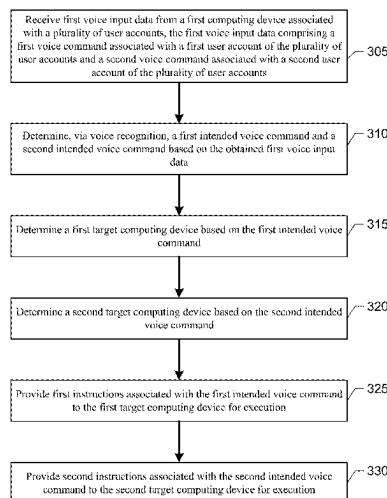 Receive first voice input data from a first computing device associated
with a plurality of user accounts, the first voice input data comprising
a first voice command associated with a first user account of the plurality
of user accounts and a second voice command associated with a second
user account of the plurality of user accounts
305
Determine, via voice recognition, a first intended voice command and a
second intended voice command based on the obtained first voice input
data
310
Determine a first target computing device based on the first intended voice
command
315
Determine a second target computing device based on the second intended
voice command
320
Provide first instructions associated with the first intended voice command
to the first target computing device for execution
325
Provide second instructions associated with the second intended voice
command to the second target computing device for execution
330